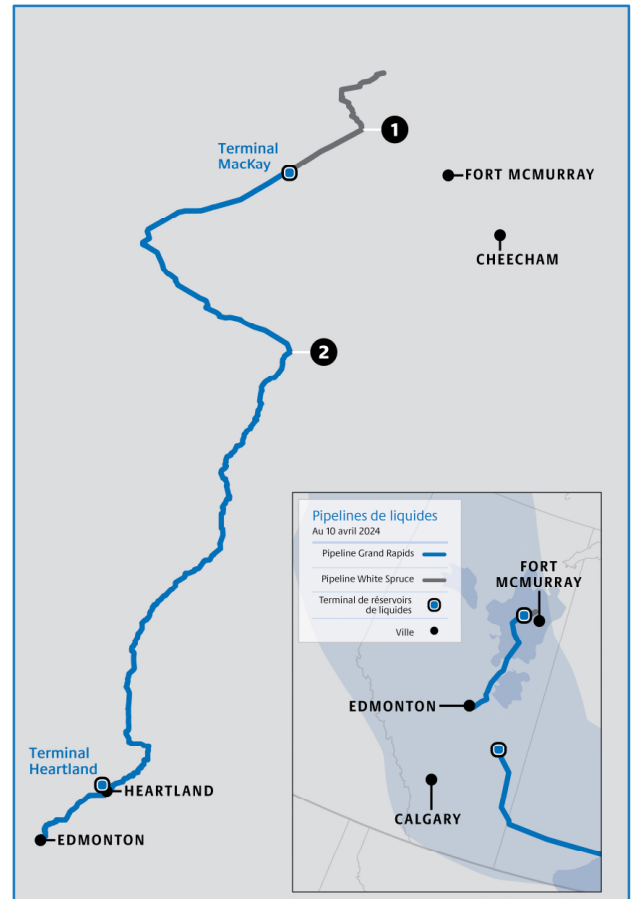 1
Terminal
MacKay
FORT MCMURRAY
CHEECHAM
2
Terminal
Heartland
HEARTLAND
EDMONTON
Pipelines de liquides
Au 10 avril 2024
Pipeline Grand Rapids
Pipeline White Spruce
Terminal de réservoirs
de liquides
Ville
FORT
MCMURRAY
EDMONTON
CALGARY